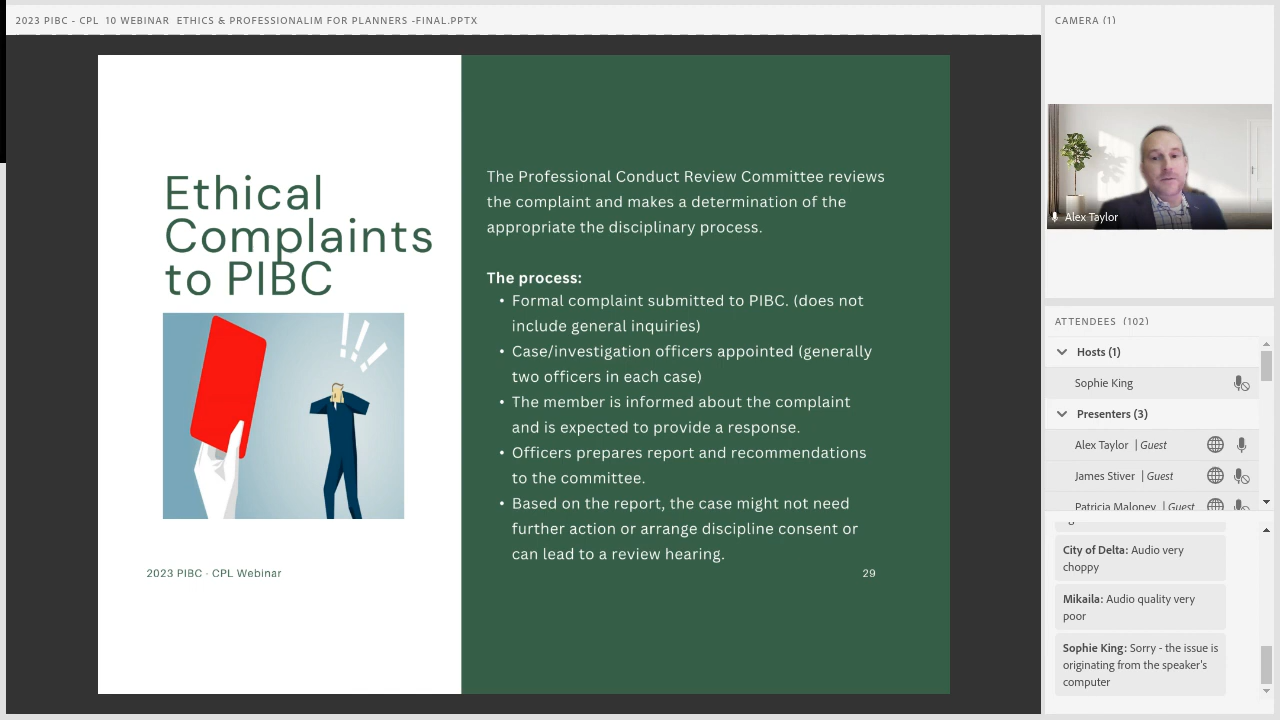 2023 PIBC - CPL 10 WEBINAR ETHICS & PROFESSIONALIM FOR PLANNERS -FINAL.PPTX
Ethical
Complaints
to PIBC
2023 PIBC - CPL Webinar
The Professional Conduct Review Committee reviews
the complaint and makes a determination of the
appropriate the disciplinary process.
The process:
• Formal complaint submitted to PIBC. (does not
include general inquiries)
• Case/investigation officers appointed (generally
two officers in each case)
• The member is informed about the complaint
and is expected to provide a response.
• Officers prepares report and recommendations
to the committee.
• Based on the report, the case might not need
further action or arrange discipline consent or
can lead to a review hearing.
29
CAMERA (1)
Alex Taylor
ATTENDEES (102)
Hosts (1)
Sophie King
Presenters (3)
Alex Taylor | Guest
James Stiver | Guest
Patricia Maloney | Guest
City of Delta: Audio very
choppy
Mikaila: Audio quality very
poor
Sophie King: Sorry - the issue is
originating from the speaker's
computer